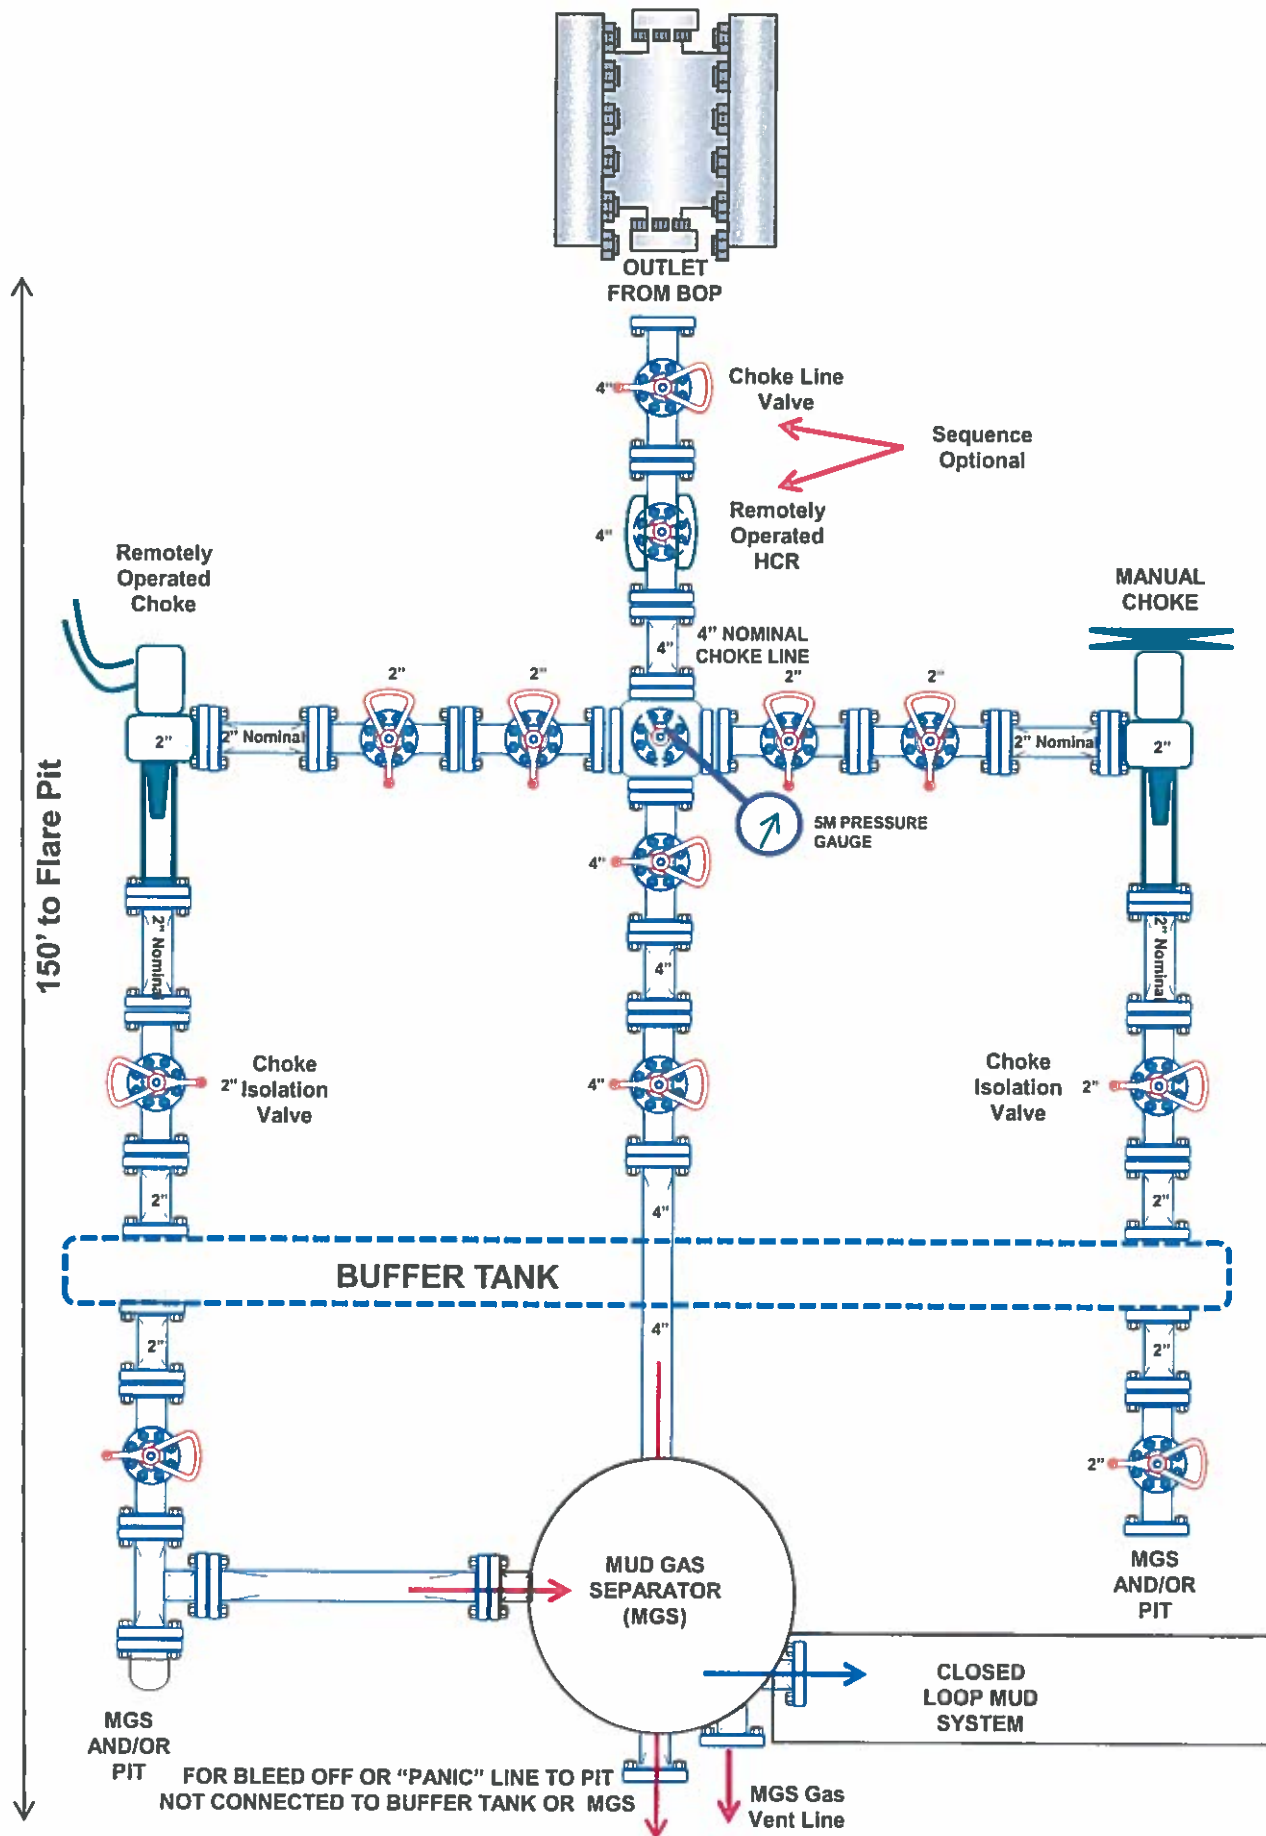 OUTLET
FROM BOP
4"
Choke Line
Valve
Sequence
Optional
4"
Remotely
Operated
HCR
Remotely
Operated
Choke
MANUAL
CHOKE
4"
4" NOMINAL
CHOKE LINE
2"
2"
2"
2"
2"
2" Nominal
2" Nominal
2"
5M PRESSURE
GAUGE
4"
150' to Flare Pit
2" Nominal
4"
2" Nominal
2"
Choke
Isolation
Valve
4"
Choke
Isolation
Valve
2"
2"
4"
2"
BUFFER TANK
2"
4"
2"
2"
MUD GAS
SEPARATOR
(MGS)
MGS
AND/OR
PIT
CLOSED
LOOP MUD
SYSTEM
MGS
AND/OR
PIT
FOR BLEED OFF OR "PANIC" LINE TO PIT
NOT CONNECTED TO BUFFER TANK OR MGS
MGS Gas
Vent Line